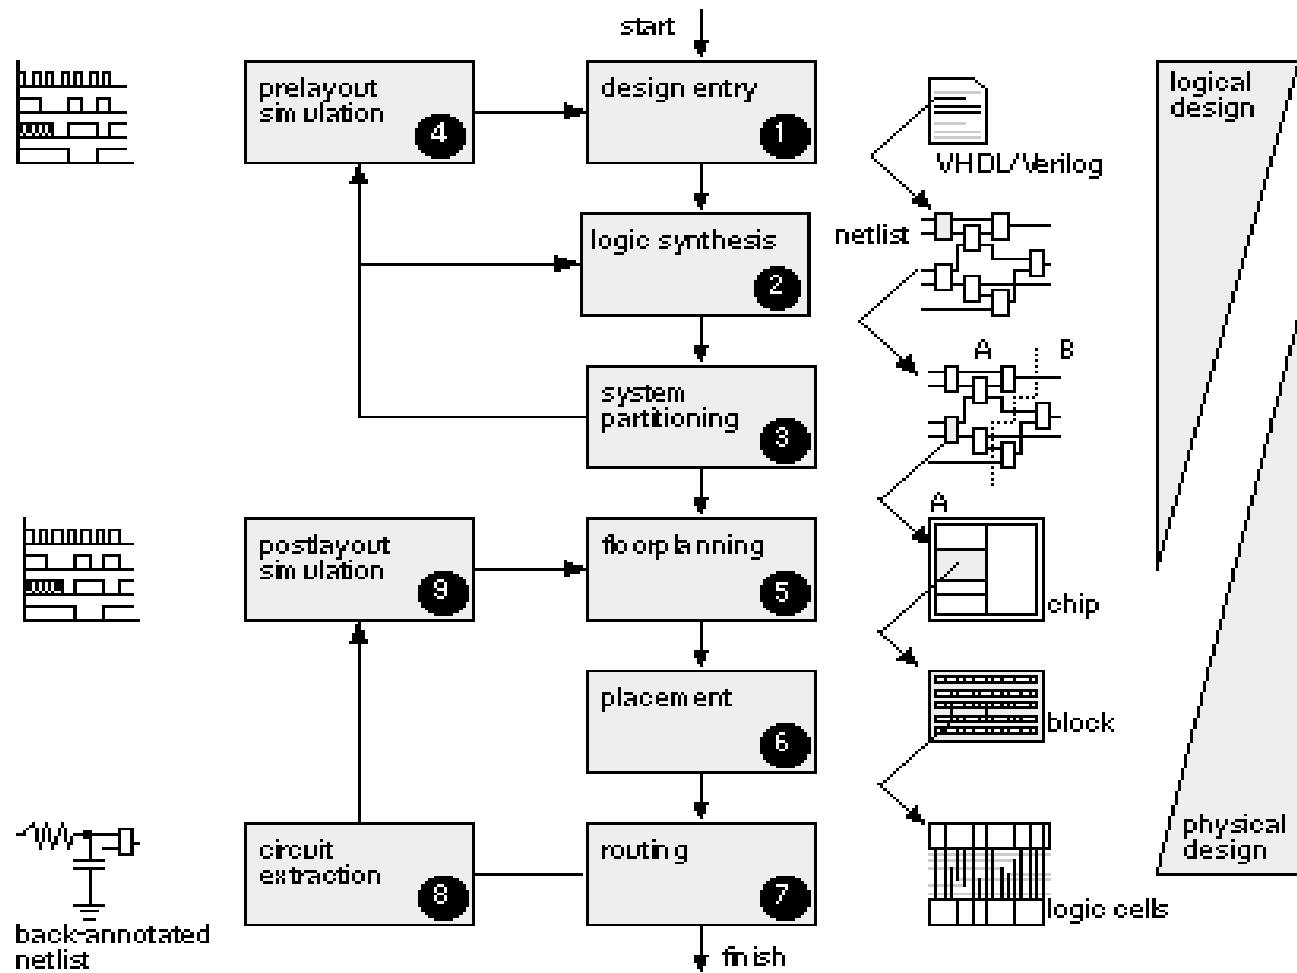 start
prelayout
simulation
4
design entry
1
VHDL/Verilog
logical
design
logic synthesis
2
netlist
system
partitioning
3
A
B
A
postlayout
simulation
9
floorplanning
5
chip
placement
6
block
circuit
extraction
8
routing
7
logic cells
physical
design
back-annotated
netlist
finish